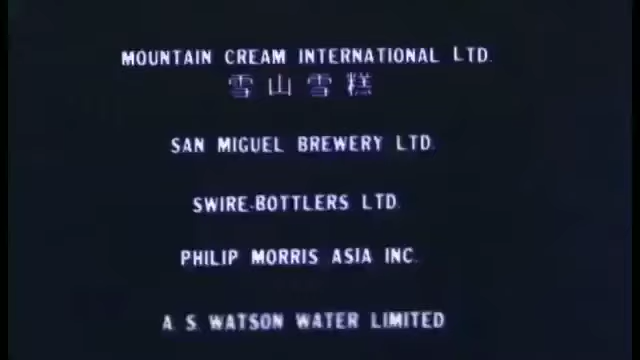 MOUNTAIN CREAM INTERNATIONAL LTD.
雪山雪糕
SAN MIGUEL BREWERY LTD.
SWIRE-BOTTLERS LTD.
PHILIP MORRIS ASIA INC.
A. S. WATSON WATER LIMITED